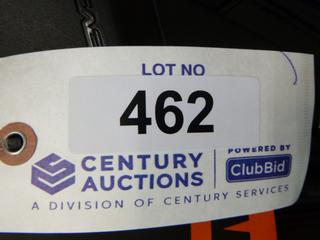 LOT NO
462
CENTURY
AUCTIONS
POWERED BY
ClubBid
A DIVISION OF CENTURY SERVICES